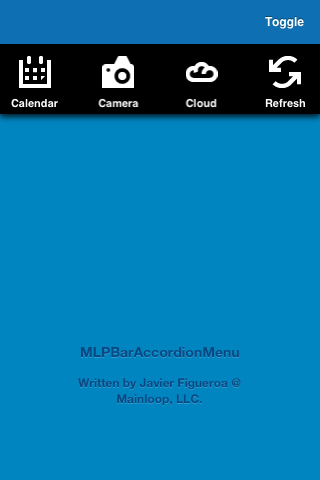 Toggle
Calendar Camera Cloud Refresh
MLPBarAccordionMenu
Written by Javier Figueroa @
Mainloop, LLC.